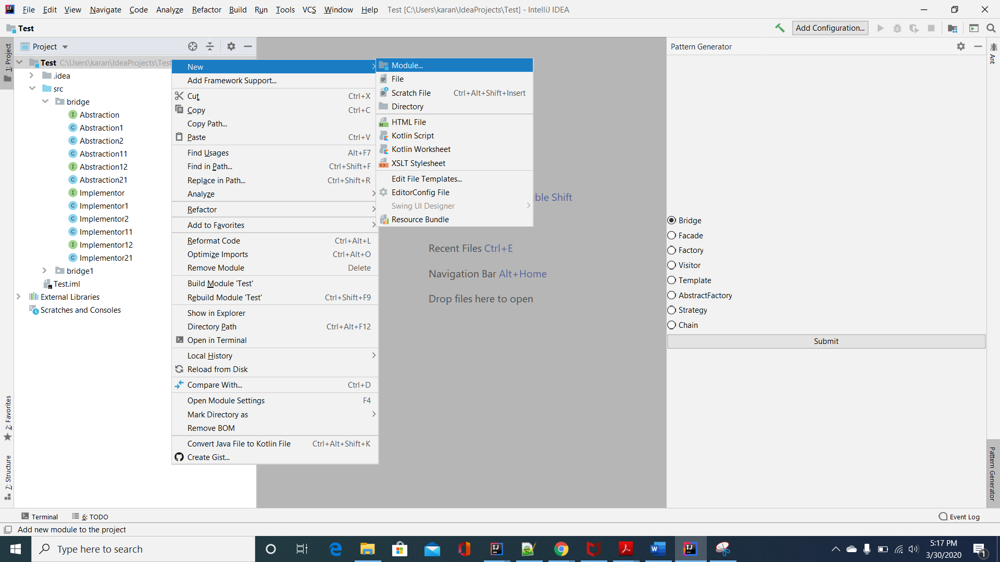 File Edit View Navigate Code Analyze Refactor Build Run Tools VCS Window Help Test [C:\Users\karan\IdeaProjects\Test] - IntelliJ IDEA
Test
Add Configuration...
1: Project
Project
Test C:\Users\karan\IdeaProjects\Test
.idea
src
bridge
Abstraction
Abstraction1
Abstraction2
Abstraction11
Abstraction12
Abstraction21
Implementor
Implementor1
Implementor2
Implementor11
Implementor12
Implementor21
bridge1
Test.iml
External Libraries
Scratches and Consoles
2: Favorites
7: Structure
New
Add Framework Support...
Cut Ctrl+X
Copy Ctrl+C
Copy Path...
Paste Ctrl+V
Find Usages Alt+F7
Find in Path... Ctrl+Shift+F
Replace in Path... Ctrl+Shift+R
Analyze
Refactor
Add to Favorites
Reformat Code Ctrl+Alt+L
Optimize Imports Ctrl+Alt+O
Remove Module Delete
Build Module 'Test'
Rebuild Module 'Test' Ctrl+Shift+F9
Show in Explorer
Directory Path Ctrl+Alt+F12
Open in Terminal
Local History
Reload from Disk
Compare With... Ctrl+D
Open Module Settings F4
Mark Directory as
Remove BOM
Convert Java File to Kotlin File Ctrl+Alt+Shift+K
Create Gist...
Module...
File
Scratch File Ctrl+Alt+Shift+Insert
Directory
HTML File
Kotlin Script
Kotlin Worksheet
XSLT Stylesheet
Edit File Templates...
EditorConfig File
Swing UI Designer
Resource Bundle
ble Shift
Recent Files Ctrl+E
Navigation Bar Alt+Home
Drop files here to open
Pattern Generator
Bridge
Facade
Factory
Visitor
Template
AbstractFactory
Strategy
Chain
Submit
Ant
Pattern Generator
Terminal 6: TODO Event Log
Add new module to the project
Type here to search
5:17 PM
3/30/2020
1